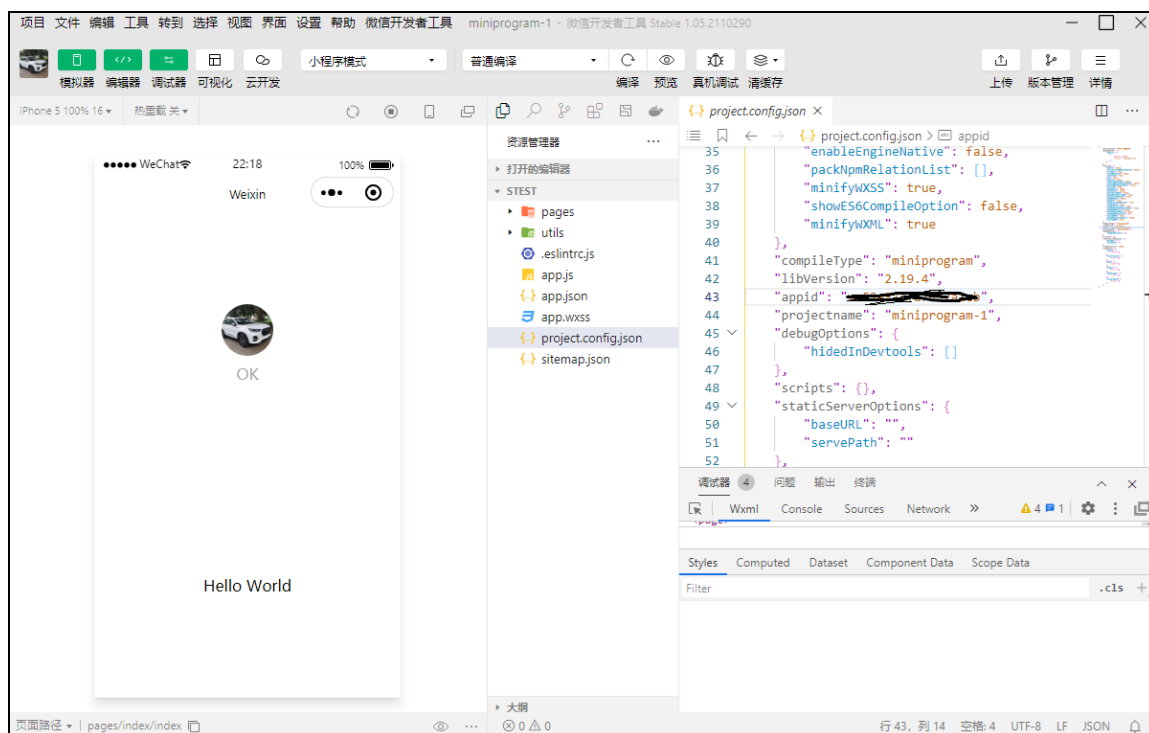 项目 文件 编辑 工具 转到 选择 视图 界面 设置 帮助 微信开发者工具 miniprogram-1 - 微信开发者工具 Stable 1.05.2110290
小程序模式 普通编译
模拟器 编辑器 调试器 可视化 云开发 编译 预览 真机调试 清缓存 上传 版本管理 详情
iPhone 5 100% 16 热重载 关
WeChat 22:18 100%
Weixin
OK
Hello World
页面路径 pages/index/index
资源管理器
打开的编辑器
STEST
pages
utils
.eslintrc.js
app.js
app.json
app.wxss
project.config.json
sitemap.json
大纲
0 0
{..} project.config.json
{..} project.config.json > appid
35 "enableEngineNative": false,
36 "packNpmRelationList": [],
37 "minifyWXSS": true,
38 "showES6CompileOption": false,
39 "minifyWXML": true
40 },
41 "compileType": "miniprogram",
42 "libVersion": "2.19.4",
43 "appid": "
44 "projectname": "miniprogram-1",
45 "debugOptions": {
46 "hidedInDevtools": []
47 },
48 "scripts": {},
49 "staticServerOptions": {
50 "baseURL": "",
51 "servePath": ""
52 },
调试器 4 问题 输出 终端
Wxml Console Sources Network 4 1
Styles Computed Dataset Component Data Scope Data
Filter .cls
行 43，列 14 空格: 4 UTF-8 LF JSON